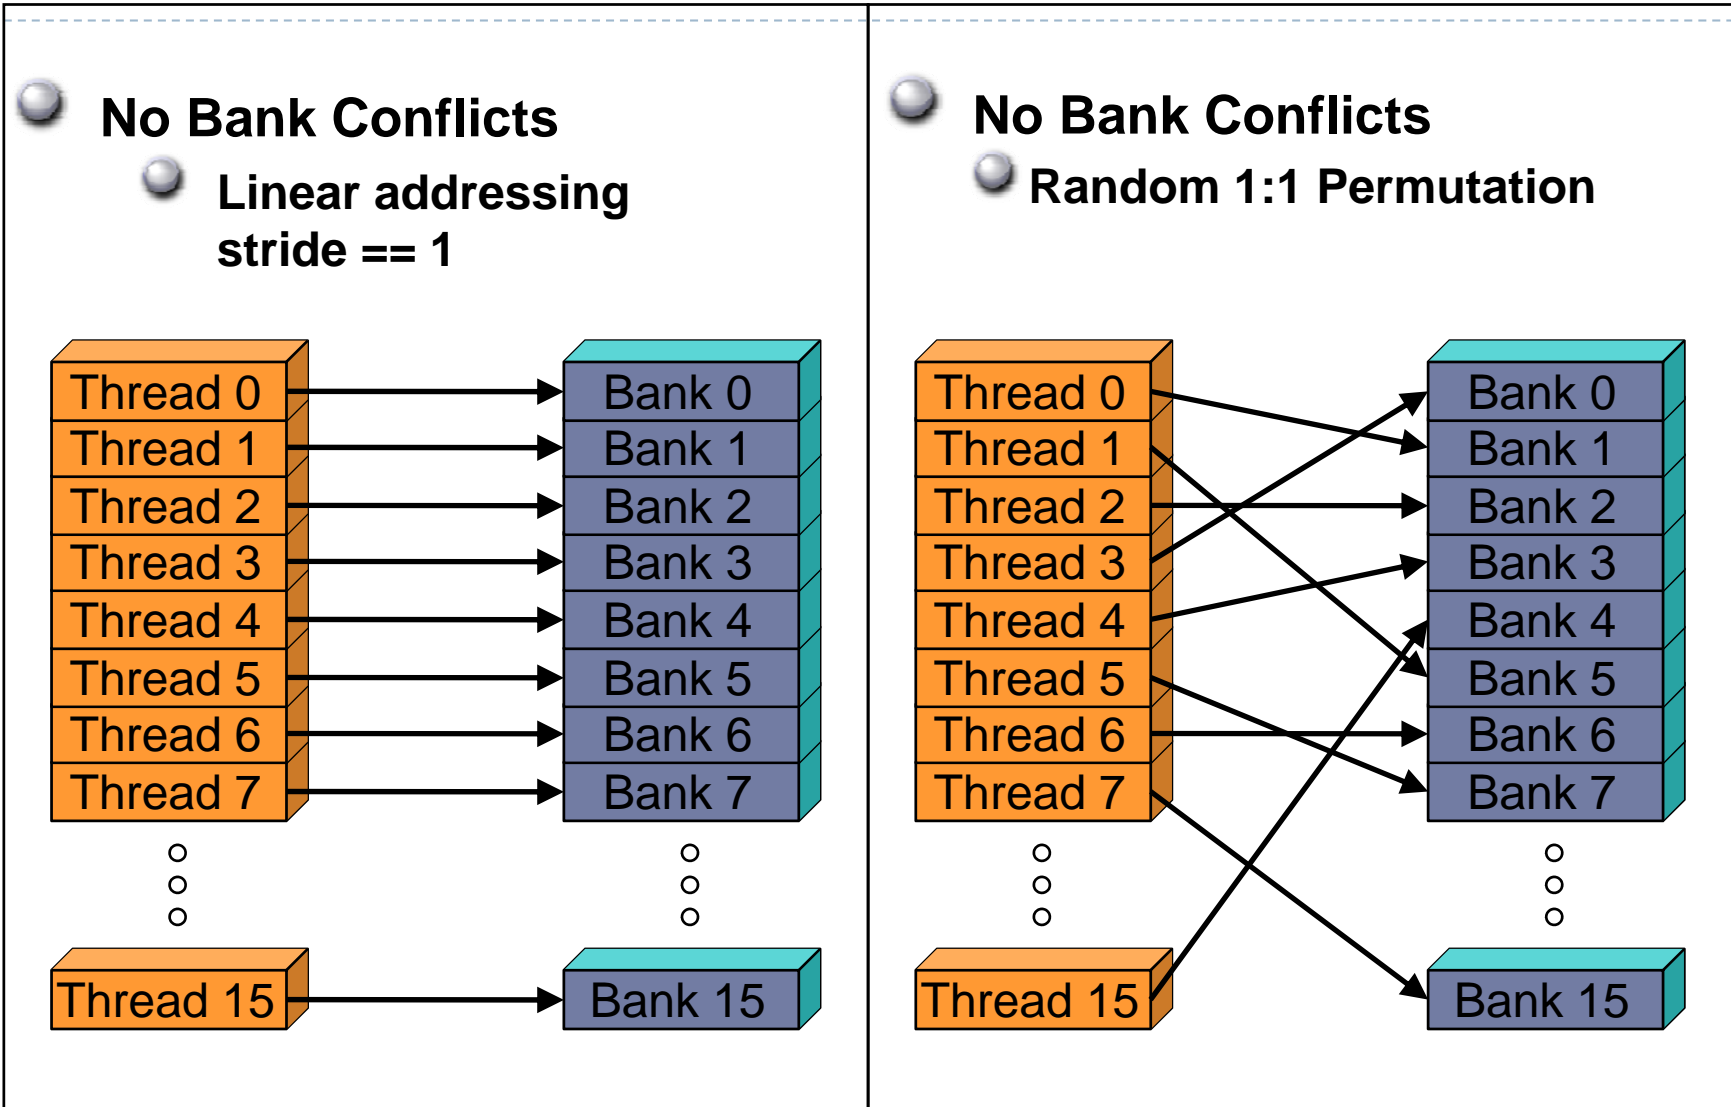 No Bank Conflicts
Linear addressing
stride == 1
Thread 0
Thread 1
Thread 2
Thread 3
Thread 4
Thread 5
Thread 6
Thread 7
Thread 15
Bank 0
Bank 1
Bank 2
Bank 3
Bank 4
Bank 5
Bank 6
Bank 7
Bank 15
No Bank Conflicts
Random 1:1 Permutation
Thread 0
Thread 1
Thread 2
Thread 3
Thread 4
Thread 5
Thread 6
Thread 7
Thread 15
Bank 0
Bank 1
Bank 2
Bank 3
Bank 4
Bank 5
Bank 6
Bank 7
Bank 15